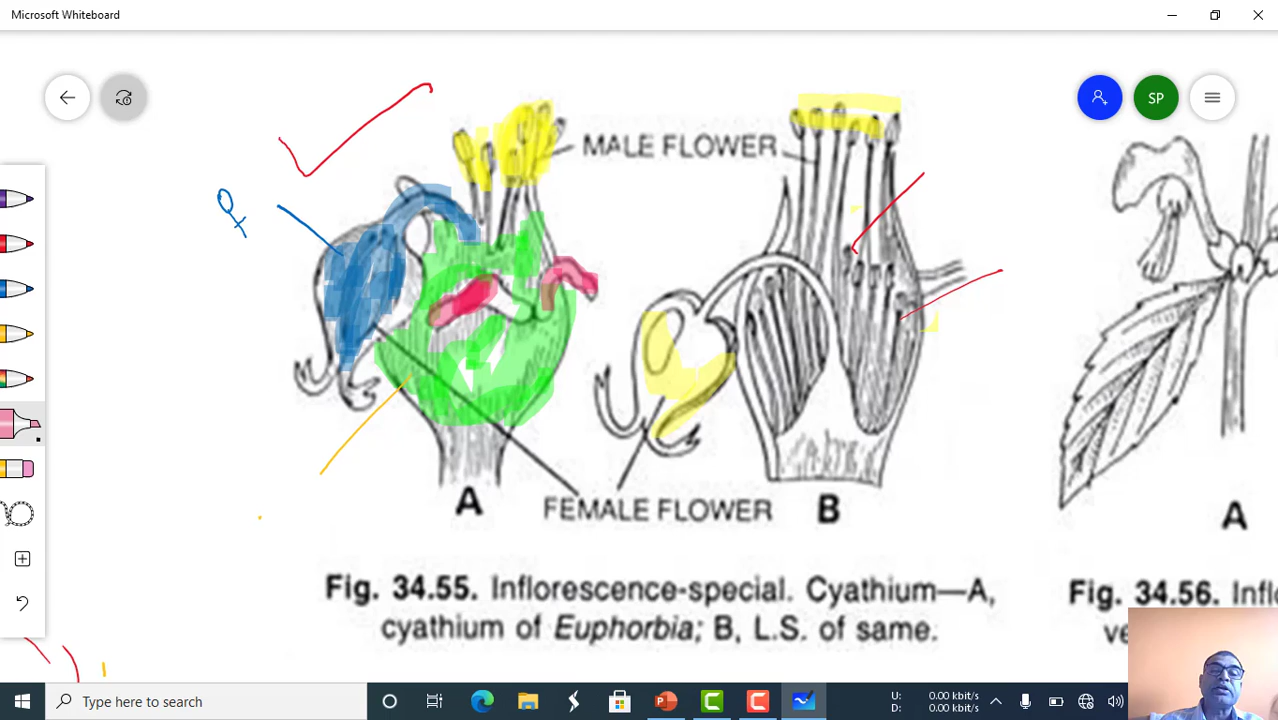 Microsoft Whiteboard
SP
MALE FLOWER
♀
A
FEMALE FLOWER
B
A
Fig. 34.55. Inflorescence-special. Cyathium—A,
cyathium of Euphorbia; B, L.S. of same.
Fig. 34.56. Infl
ve
Type here to search
U: 0.00 kbit/s
D: 0.00 kbit/s